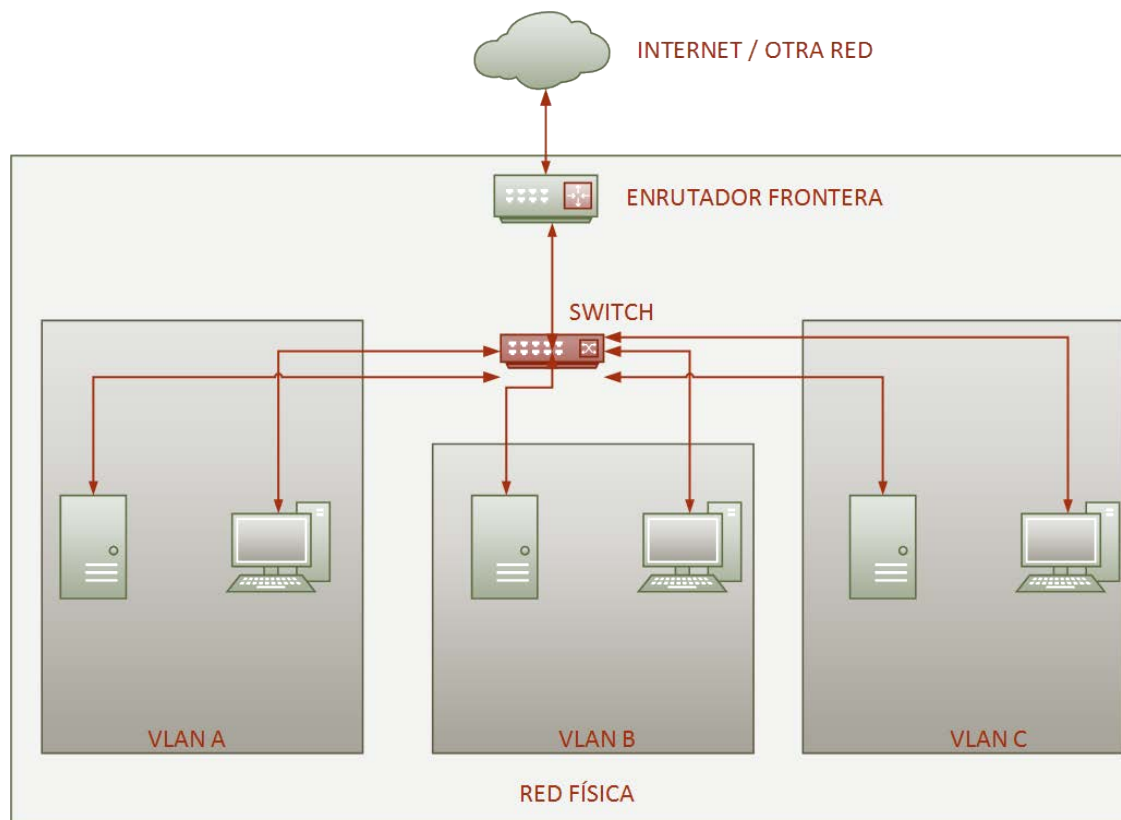 INTERNET / OTRA RED
ENRUTADOR FRONTERA
SWITCH
VLAN A
VLAN B
VLAN C
RED FÍSICA